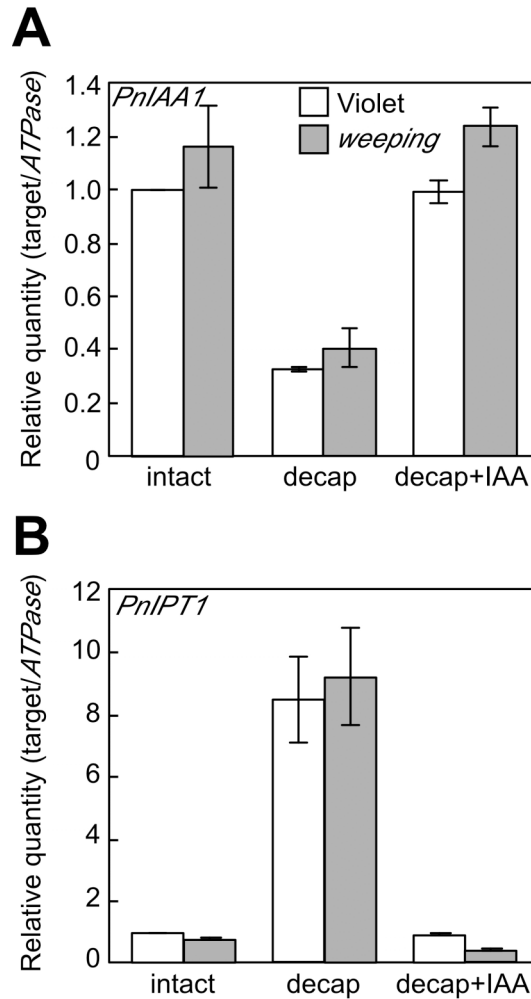 A
Relative quantity (target/ATPase)
PnIAA1
Violet
weeping
1.4
1.2
1.0
0.8
0.6
0.4
0.2
0
intact decap decap+IAA
B
Relative quantity (target/ATPase)
PnIPT1
12
10
8
6
4
2
0
intact decap decap+IAA